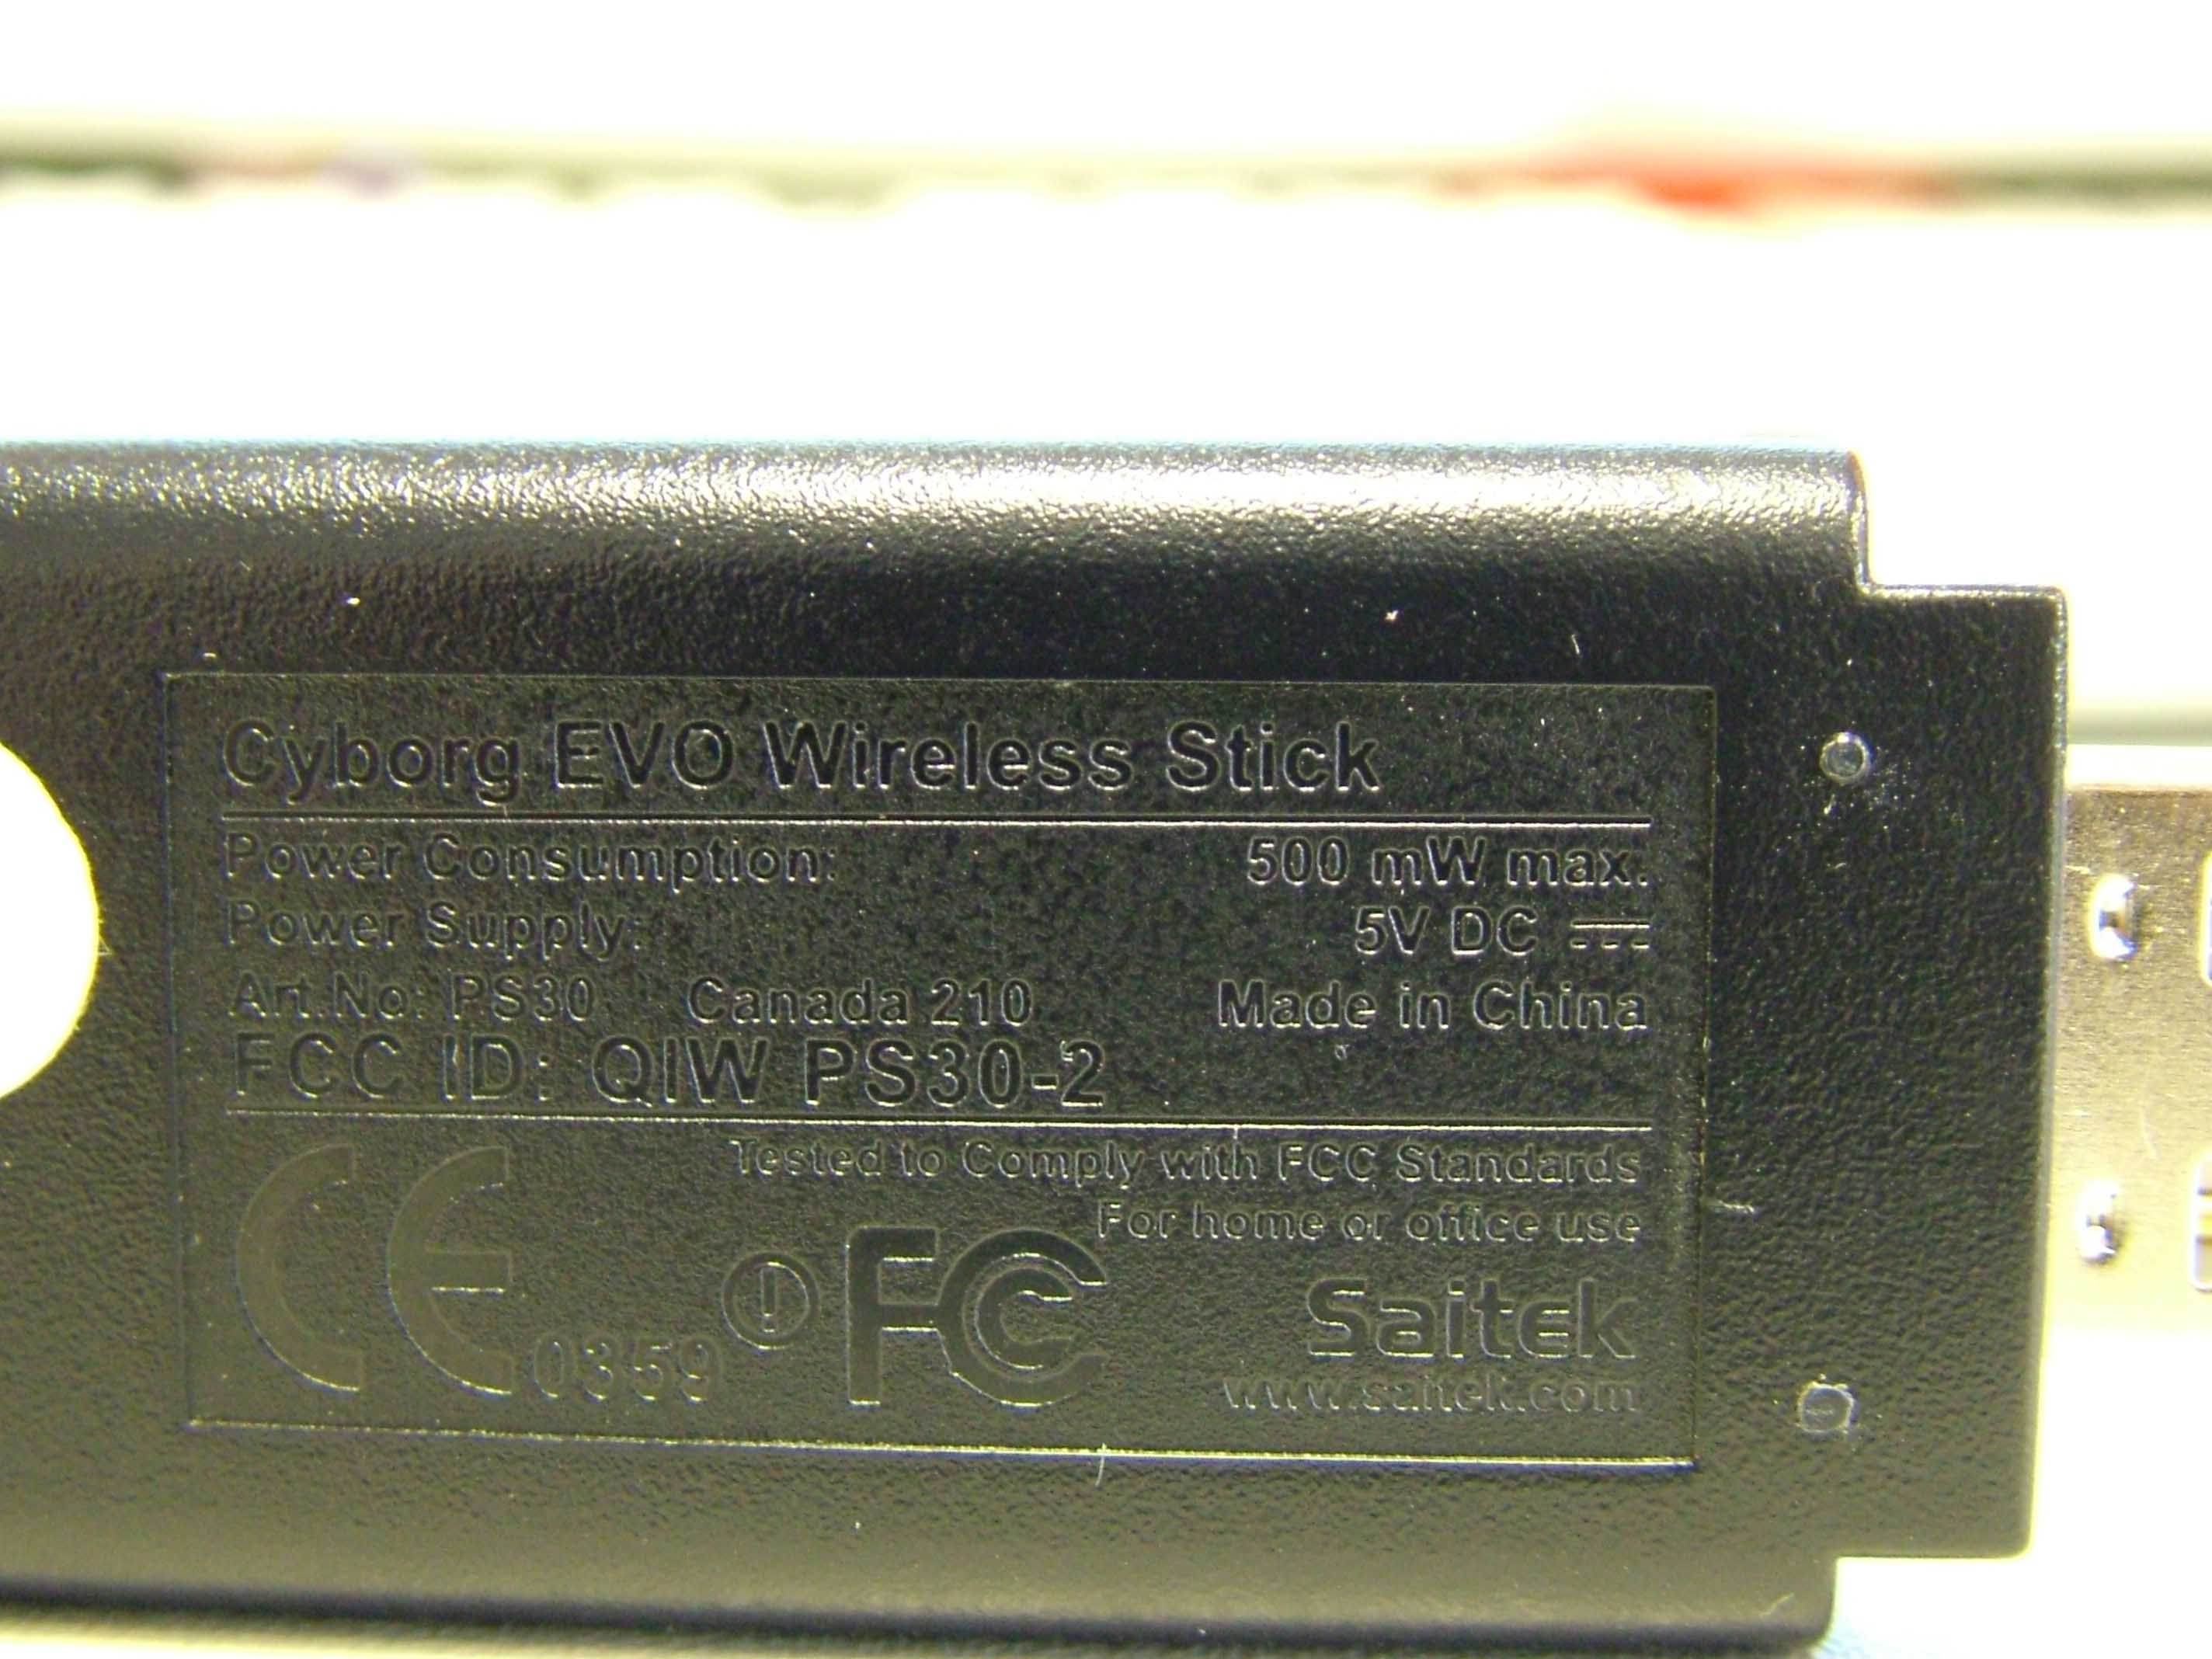 Cyborg EVO Wireless Stick
Power Consumption: 500 mW max.
Power Supply: 5V DC
Art.No: PS30 Canada 210 Made in China
FCC ID: QIW PS30-2
Tested to Comply with FCC Standards
For home or office use
CE 0359 FC Saitek
www.saitek.com